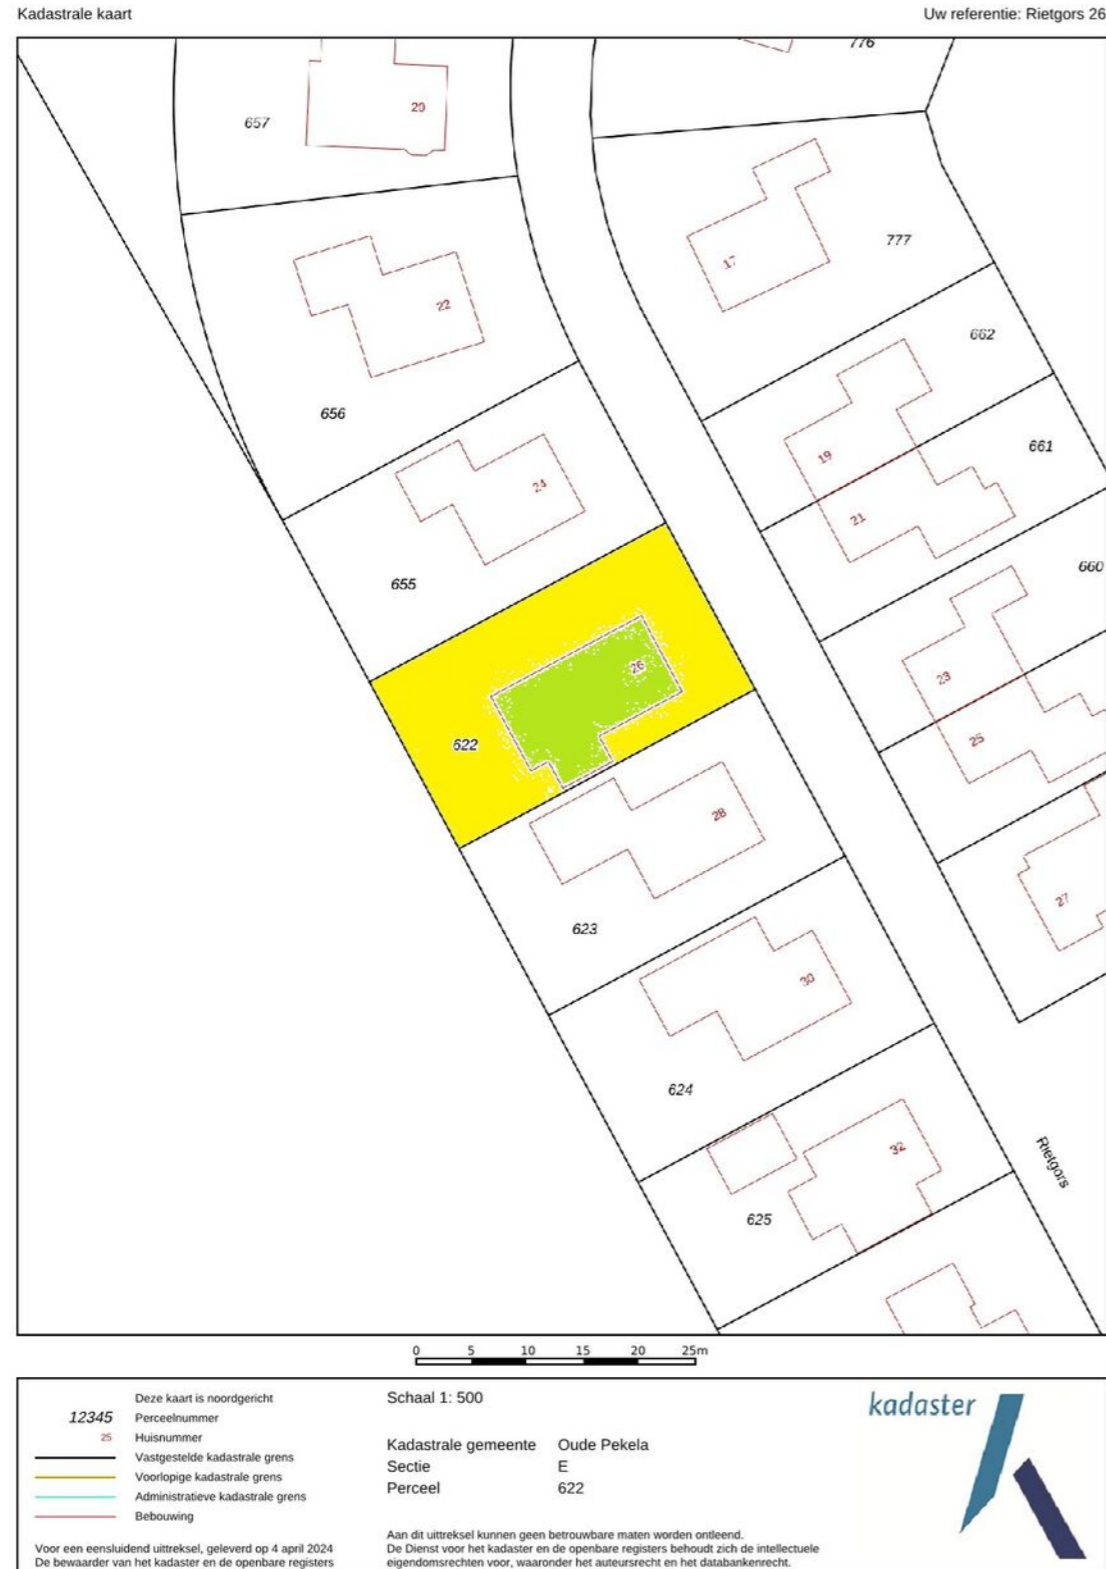 Kadastrale kaart
Uw referentie: Rietgors 26
776
20
657
777
17
22
662
656
19
661
24
21
655
660
26
23
622
25
28
27
623
30
624
32
Rietgors
625
0 5 10 15 20 25m
Deze kaart is noordgericht
12345 Perceelnummer
25 Huisnummer
Vastgestelde kadastrale grens
Voorlopige kadastrale grens
Administratieve kadastrale grens
Bebouwing
Voor een eensluidend uittreksel, geleverd op 4 april 2024
De bewaarder van het kadaster en de openbare registers
Schaal 1: 500
Kadastrale gemeente Oude Pekela
Sectie E
Perceel 622
Aan dit uittreksel kunnen geen betrouwbare maten worden ontleend.
De Dienst voor het kadaster en de openbare registers behoudt zich de intellectuele
eigendomsrechten voor, waaronder het auteursrecht en het databankenrecht.
kadaster